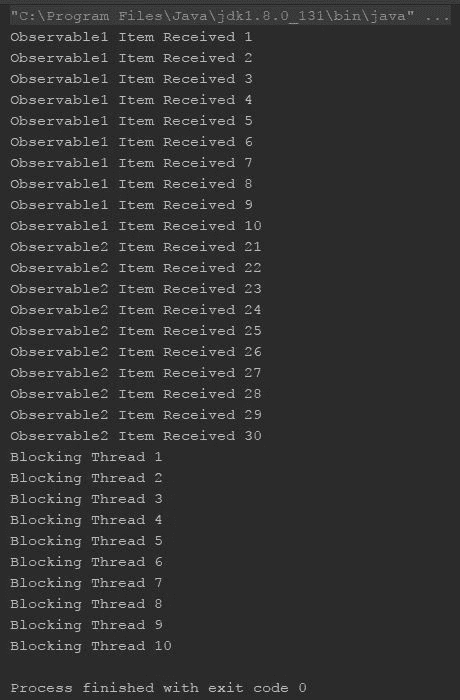 "C:\Program Files\Java\jdk1.8.0_131\bin\java" ...
Observable1 Item Received 1
Observable1 Item Received 2
Observable1 Item Received 3
Observable1 Item Received 4
Observable1 Item Received 5
Observable1 Item Received 6
Observable1 Item Received 7
Observable1 Item Received 8
Observable1 Item Received 9
Observable1 Item Received 10
Observable2 Item Received 21
Observable2 Item Received 22
Observable2 Item Received 23
Observable2 Item Received 24
Observable2 Item Received 25
Observable2 Item Received 26
Observable2 Item Received 27
Observable2 Item Received 28
Observable2 Item Received 29
Observable2 Item Received 30
Blocking Thread 1
Blocking Thread 2
Blocking Thread 3
Blocking Thread 4
Blocking Thread 5
Blocking Thread 6
Blocking Thread 7
Blocking Thread 8
Blocking Thread 9
Blocking Thread 10
Process finished with exit code 0